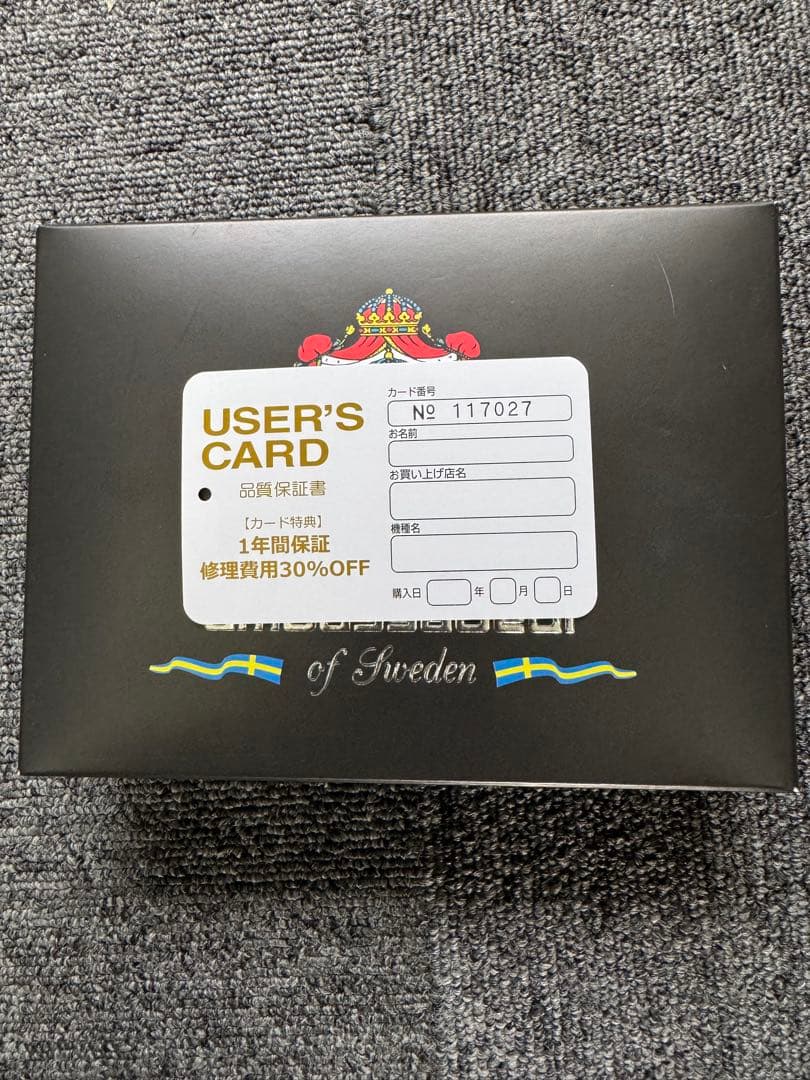 USER'S
CARD
品質保証書
【カード特典】
1年間保証
修理費用30%OFF
カード番号
№ 117027
お名前
お買い上げ店名
機種名
購入日 年 月 日
of Sweden